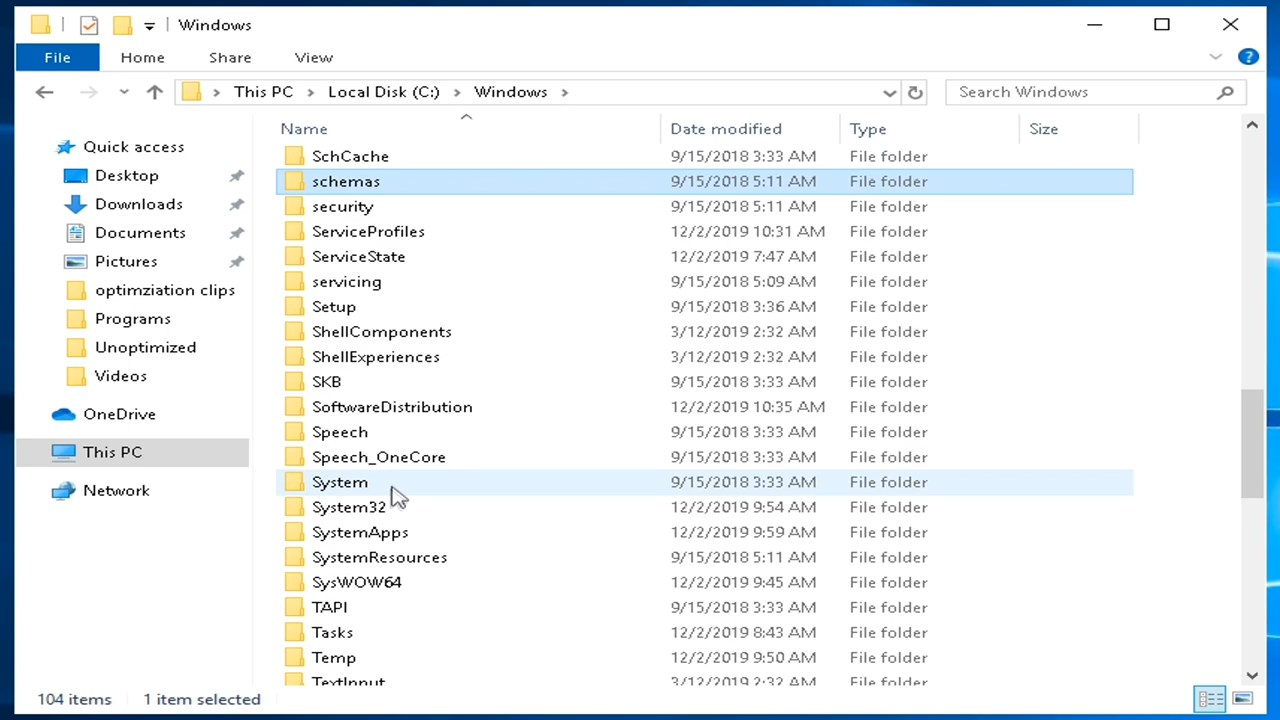 Windows
File Home Share View
This PC > Local Disk (C:) > Windows > Search Windows
Name Date modified Type Size
Quick access
Desktop
Downloads
Documents
Pictures
optimziation clips
Programs
Unoptimized
Videos
OneDrive
This PC
Network
SchCache 9/15/2018 3:33 AM File folder
schemas 9/15/2018 5:11 AM File folder
security 9/15/2018 5:11 AM File folder
ServiceProfiles 12/2/2019 10:31 AM File folder
ServiceState 12/2/2019 7:47 AM File folder
servicing 9/15/2018 5:09 AM File folder
Setup 9/15/2018 3:36 AM File folder
ShellComponents 3/12/2019 2:32 AM File folder
ShellExperiences 3/12/2019 2:32 AM File folder
SKB 9/15/2018 3:33 AM File folder
SoftwareDistribution 12/2/2019 10:35 AM File folder
Speech 9/15/2018 3:33 AM File folder
Speech_OneCore 9/15/2018 3:33 AM File folder
System 9/15/2018 3:33 AM File folder
System32 12/2/2019 9:54 AM File folder
SystemApps 12/2/2019 9:59 AM File folder
SystemResources 9/15/2018 5:11 AM File folder
SysWOW64 12/2/2019 9:45 AM File folder
TAPI 9/15/2018 3:33 AM File folder
Tasks 12/2/2019 8:43 AM File folder
Temp 12/2/2019 9:50 AM File folder
TextInput 3/12/2019 2:32 AM File folder
104 items 1 item selected